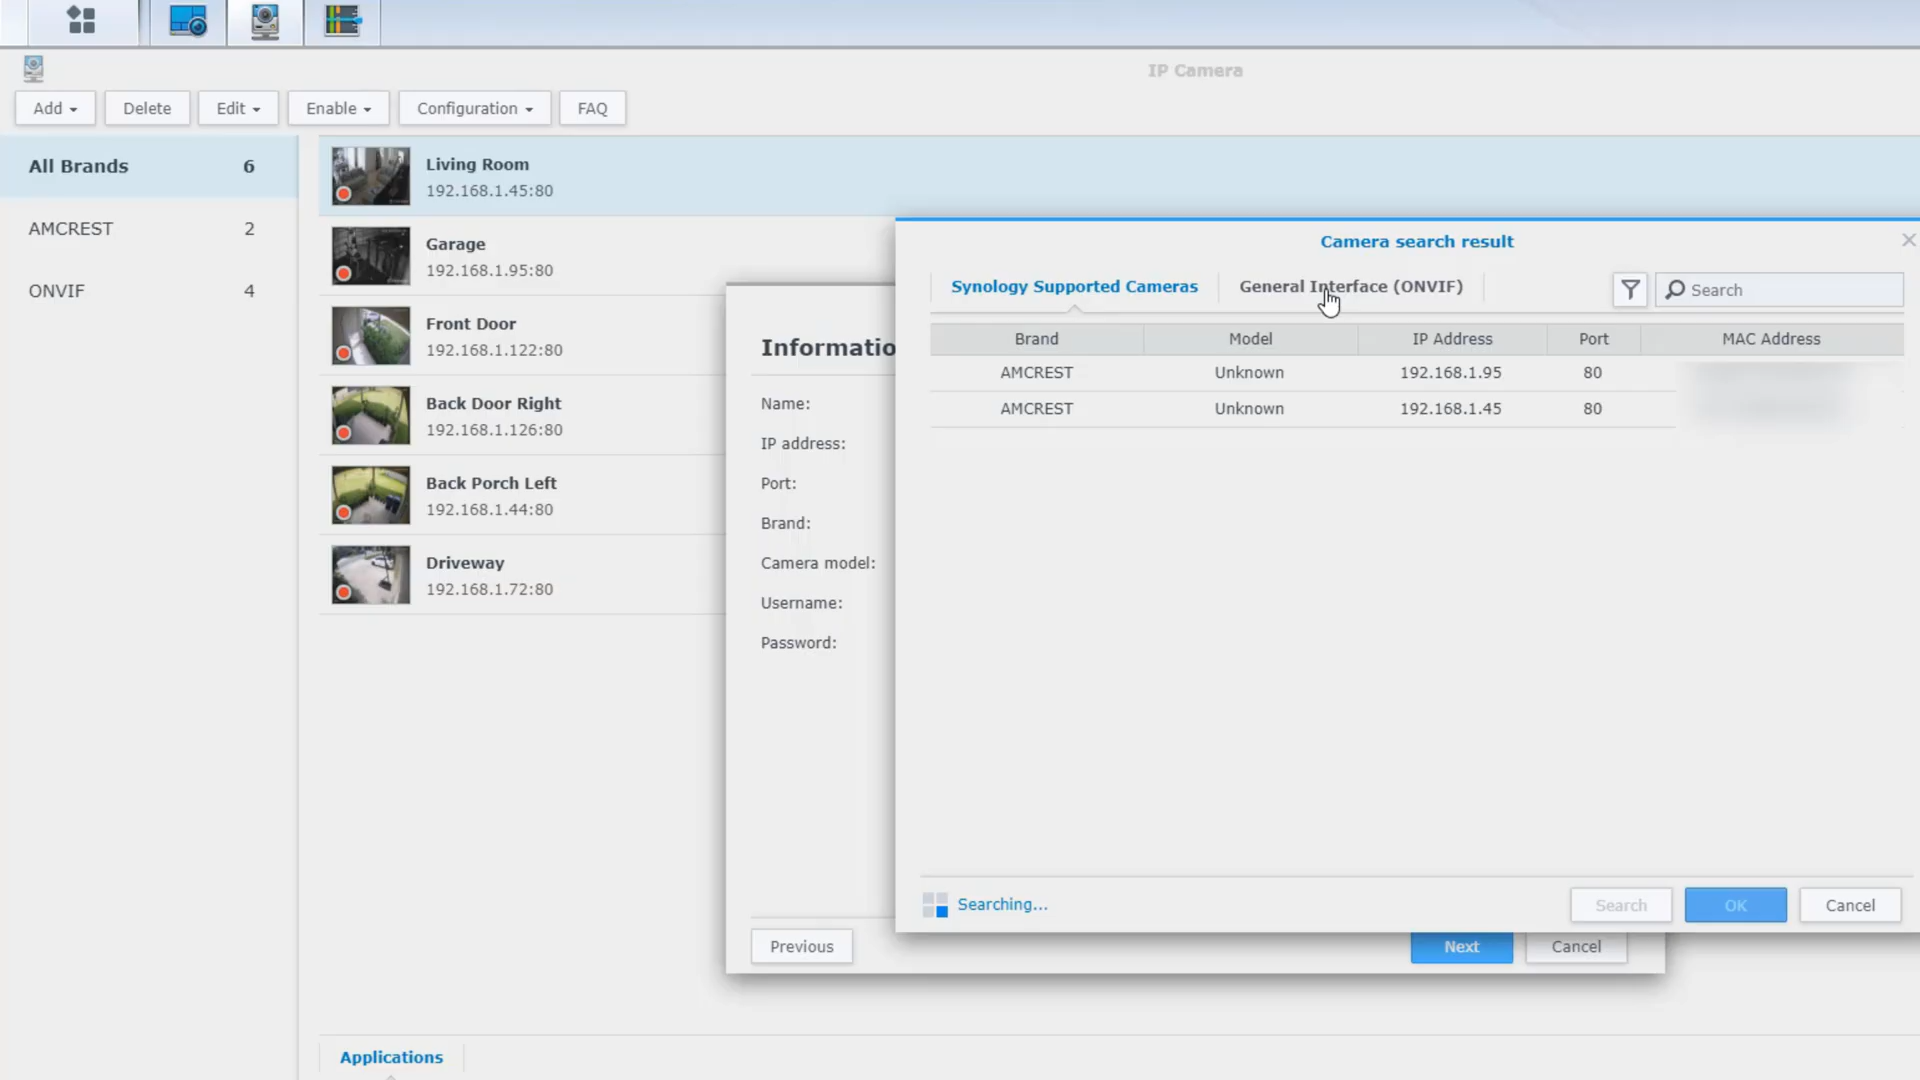 IP Camera
Add
Delete
Edit
Enable
Configuration
FAQ
All Brands 6
AMCREST 2
ONVIF 4
Living Room
192.168.1.45:80
Garage
192.168.1.95:80
Front Door
192.168.1.122:80
Back Door Right
192.168.1.126:80
Back Porch Left
192.168.1.44:80
Driveway
192.168.1.72:80
Name:
IP address:
Port:
Brand:
Camera model:
Username:
Password:
Previous
Next
Cancel
Camera search result
Synology Supported Cameras
General Interface (ONVIF)
Search
Brand Model IP Address Port MAC Address
AMCREST Unknown 192.168.1.95 80
AMCREST Unknown 192.168.1.45 80
Searching...
Search
OK
Cancel
Applications